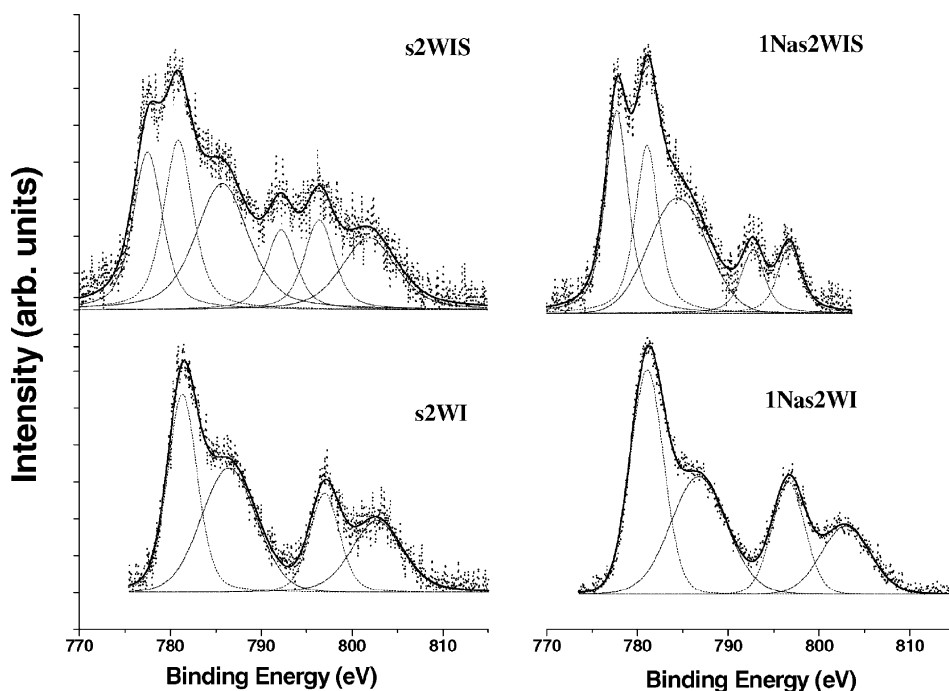 s2WIS
1Nas2WIS
Intensity (arb. units)
s2WI
1Nas2WI
770 780 790 800 810
770 780 790 800 810
Binding Energy (eV)
Binding Energy (eV)